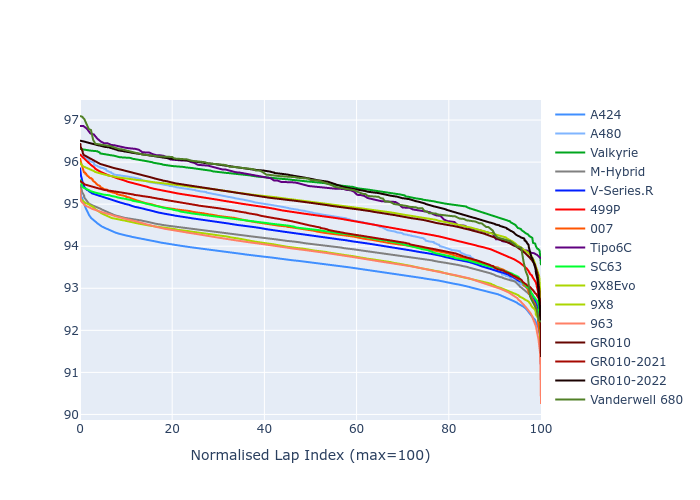 97
96
95
94
93
92
91
90
0
20
40
60
80
100
Normalised Lap Index (max=100)
A424
A480
Valkyrie
M-Hybrid
V-Series.R
499P
007
Tipo6C
SC63
9X8Evo
9X8
963
GR010
GR010-2021
GR010-2022
Vanderwell 680